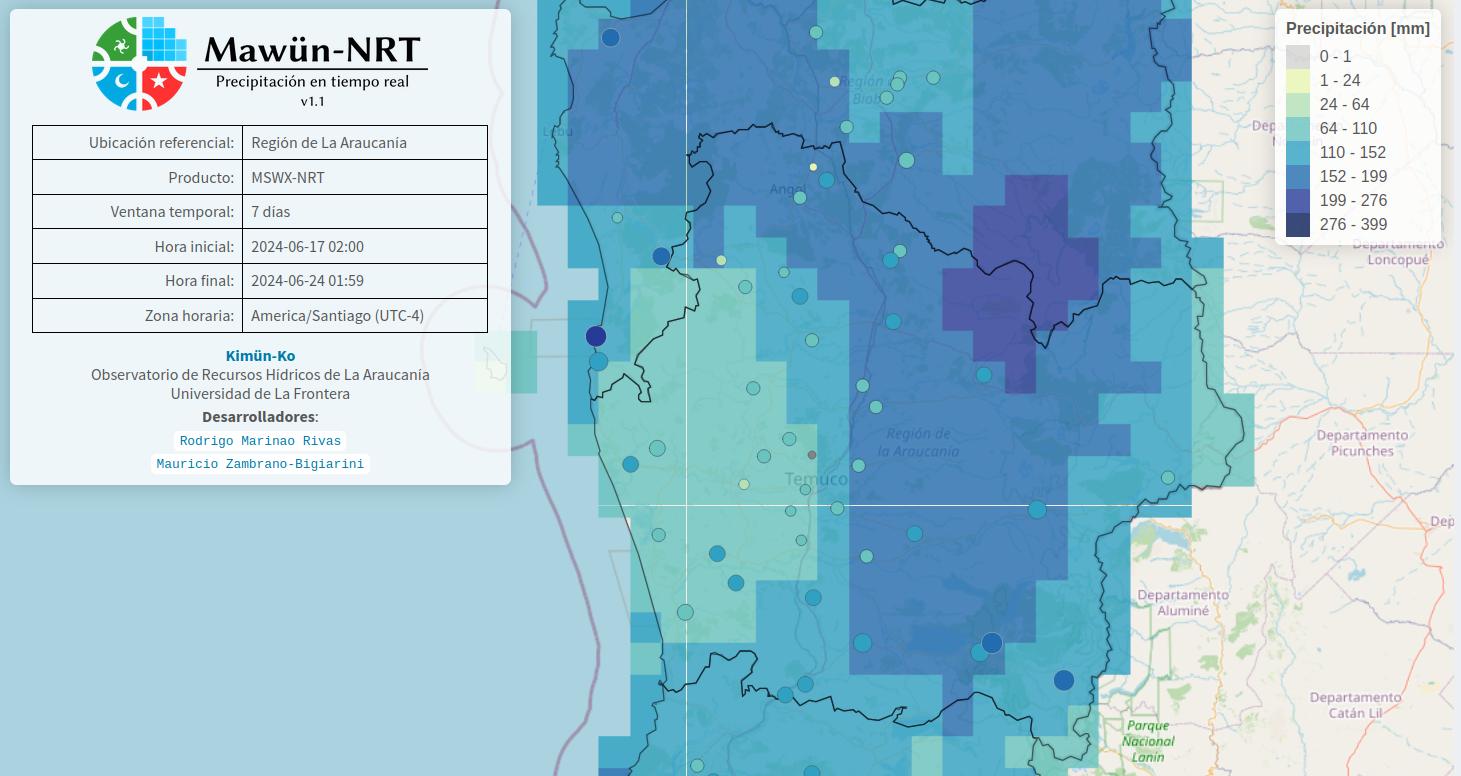 Mawün-NRT
Precipitación en tiempo real
v1.1
Ubicación referencial: Región de La Araucanía
Producto: MSWX-NRT
Ventana temporal: 7 días
Hora inicial: 2024-06-17 02:00
Hora final: 2024-06-24 01:59
Zona horaria: America/Santiago (UTC-4)
Kimün-Ko
Observatorio de Recursos Hídricos de La Araucanía
Universidad de La Frontera
Desarrolladores:
Rodrigo Marinao Rivas
Mauricio Zambrano-Bigiarini
Precipitación [mm]
0 - 1
1 - 24
24 - 64
64 - 110
110 - 152
152 - 199
199 - 276
276 - 399
Lebu
Angol
Región de
la Araucanía
Temuco
Departamento
Loncopué
Departamento
Picunches
Departamento
Aluminé
Departamento
Catán Lil
Parque
Nacional
Lanín